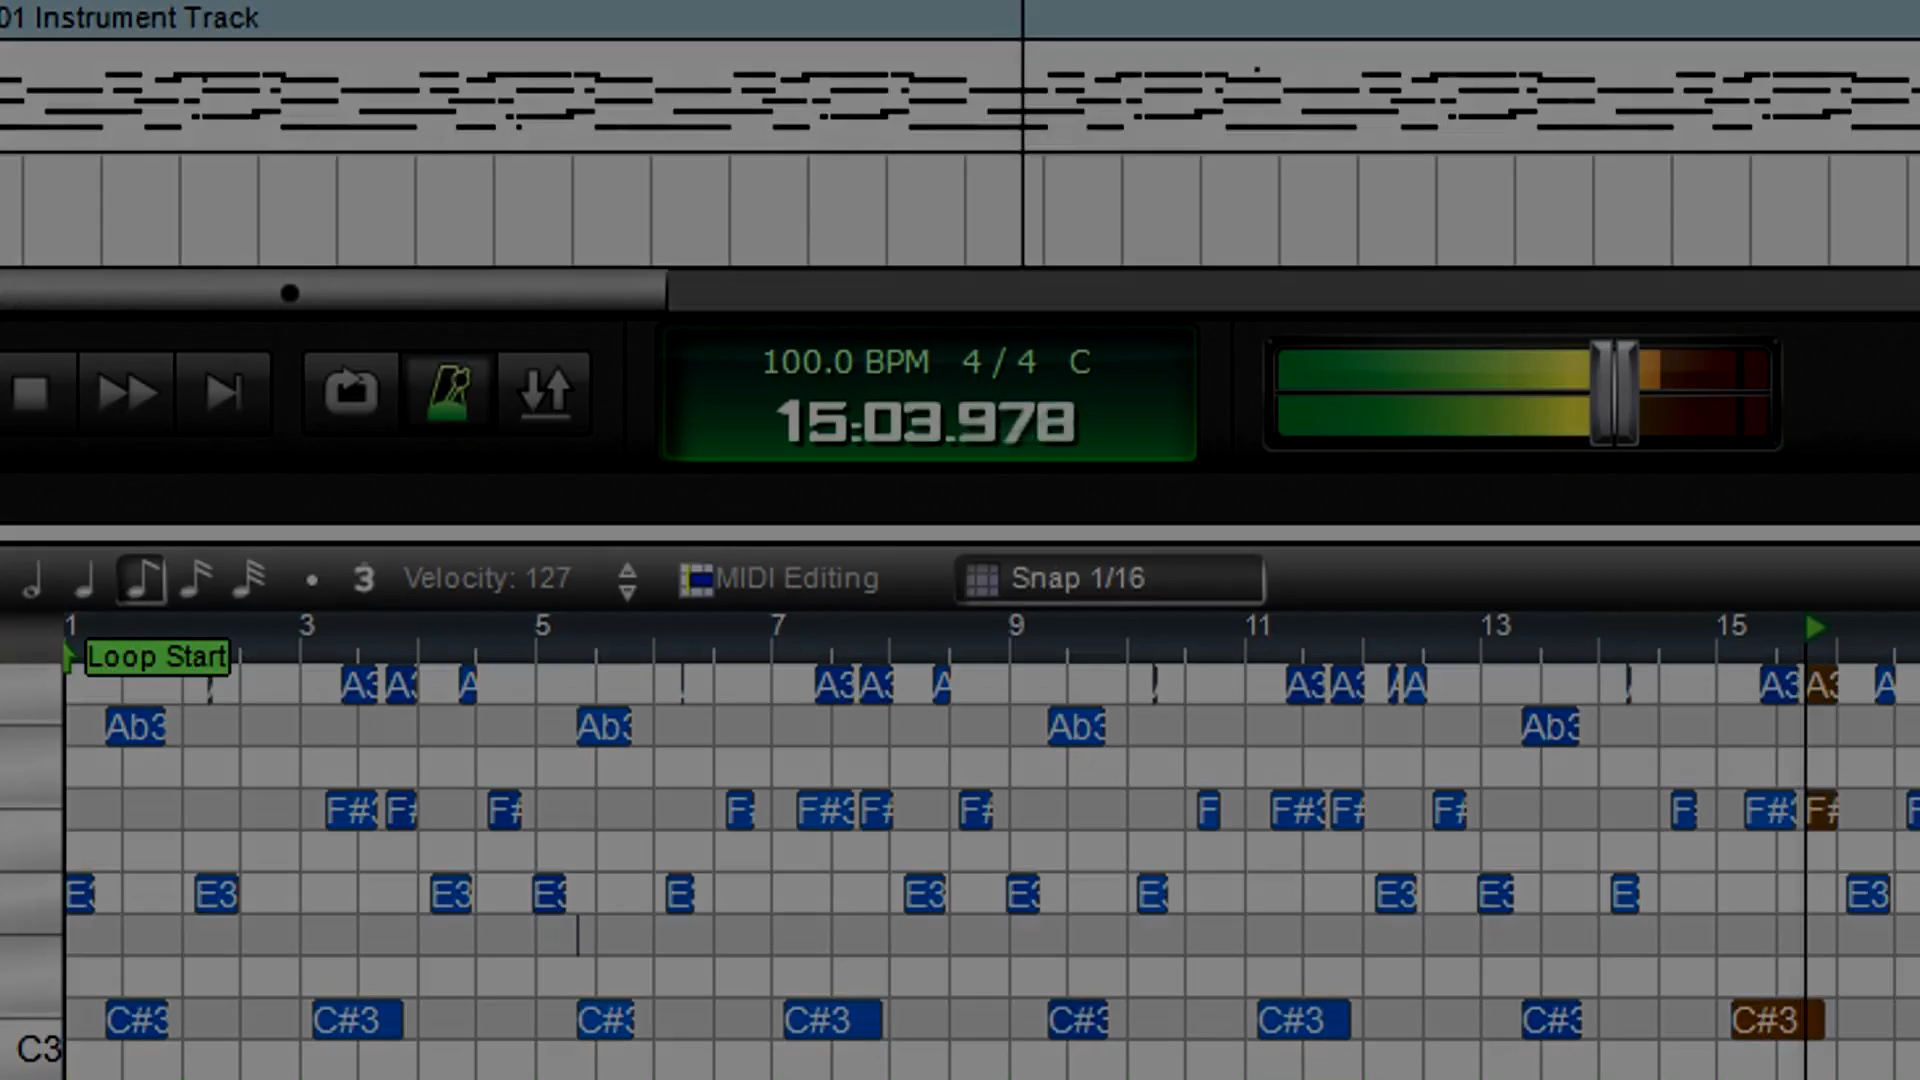 01 Instrument Track
100.0 BPM 4 / 4 C
15:03.978
3 Velocity: 127 MIDI Editing Snap 1/16
1 3 5 7 9 11 13 15
Loop Start
A3 A3 A A3 A3 A A3 A3 A A3 A3 A
Ab3 Ab3 Ab3 Ab3
F#3 F# F# F# F#3 F# F# F F#3 F# F# F# F#3 F# F
E3 E3 E3 E3 E3 E3 E3 E3 E3 E3 E3 E3
C#3 C#3 C#3 C#3 C#3 C#3 C#3 C#3
C3